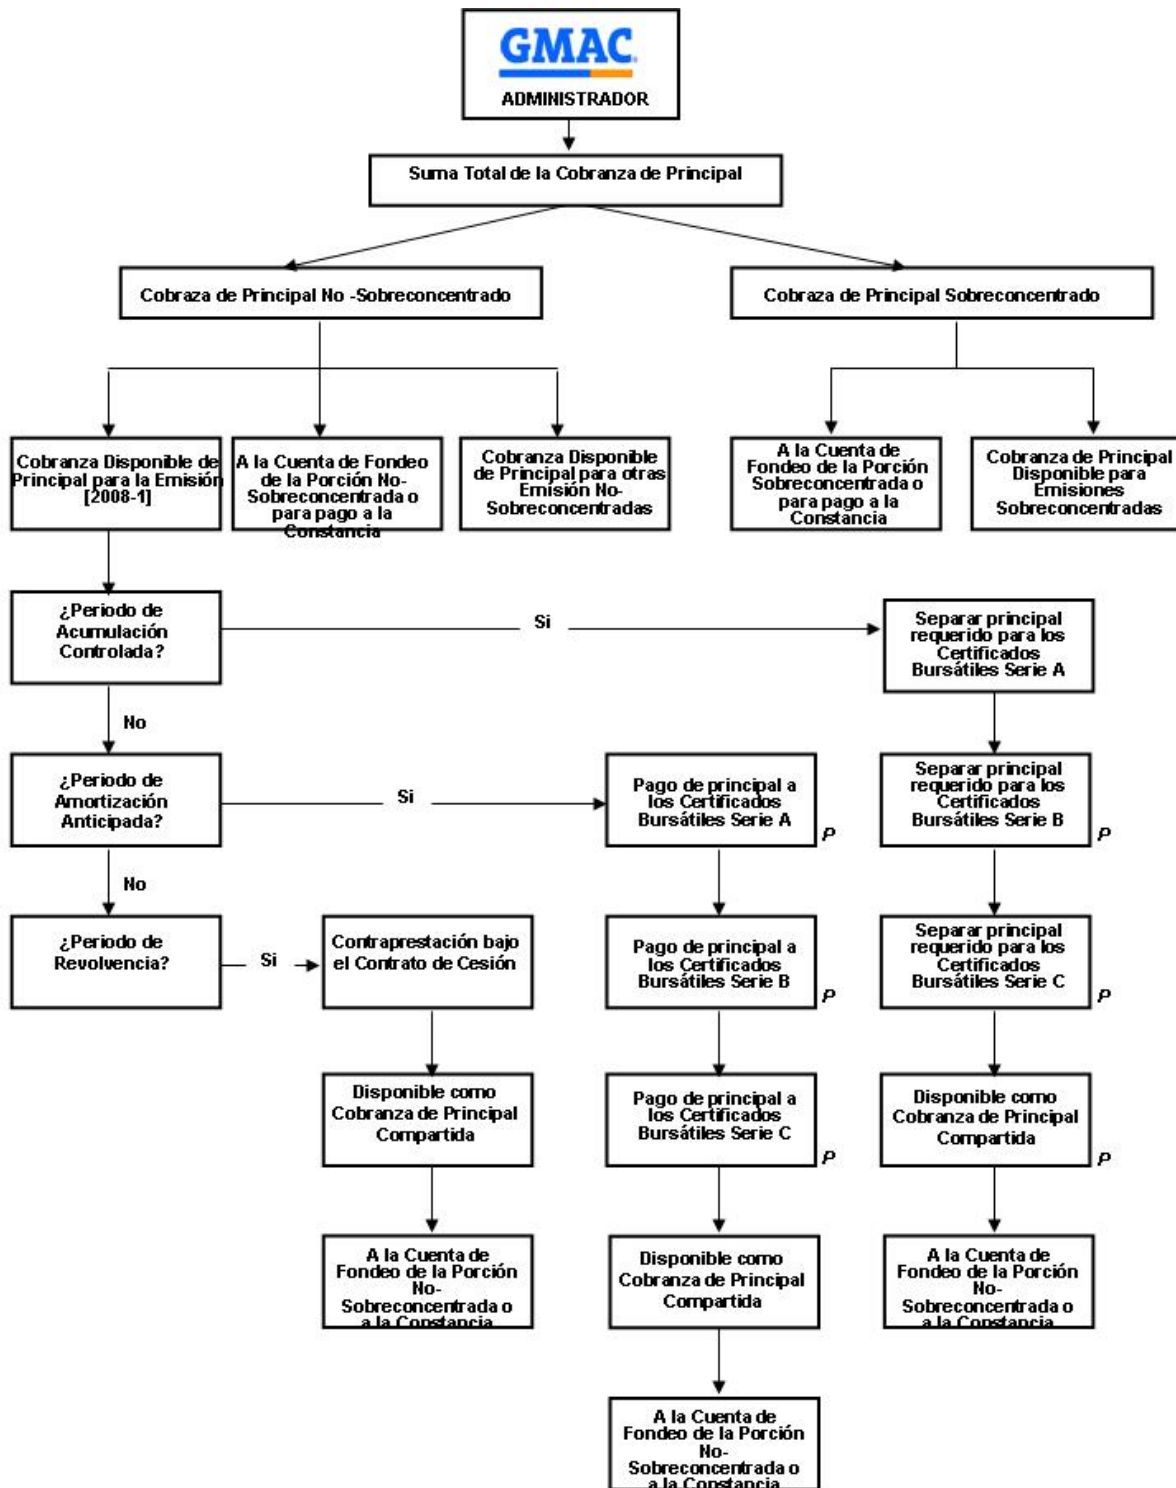 GMAC
ADMINISTRADOR
Suma Total de la Cobranza de Principal
Cobraza de Principal No -Sobreconcentrado
Cobraza de Principal Sobreconcentrado
Cobranza Disponible de
Principal para la Emisión
[2008-1]
A la Cuenta de Fondeo
de la Porción No-
Sobreconcentrada o
para pago a la
Constancia
Cobranza Disponible
de Principal para otras
Emisión No-
Sobreconcentradas
A la Cuenta de
Fondeo de la Porción
Sobreconcentrada o
para pago a la
Constancia
Cobranza de Principal
Disponible para
Emisiones
Sobreconcentradas
¿Periodo de
Acumulación
Controlada?
Si
Separar principal
requerido para los
Certificados
Bursátiles Serie A
No
¿Periodo de
Amortización
Anticipada?
Si
Pago de principal a
los Certificados
Bursátiles Serie A
P
Separar principal
requerido para los
Certificados
Bursátiles Serie B
P
No
¿Periodo de
Revolvencia?
Si
Contraprestación bajo
el Contrato de Cesión
Pago de principal a
los Certificados
Bursátiles Serie B
P
Separar principal
requerido para los
Certificados
Bursátiles Serie C
P
Disponible como
Cobranza de Principal
Compartida
Pago de principal a
los Certificados
Bursátiles Serie C
P
Disponible como
Cobranza de Principal
Compartida
P
A la Cuenta de
Fondeo de la Porción
No-
Sobreconcentrada o
a la Constancia
Disponible como
Cobranza de Principal
Compartida
A la Cuenta de
Fondeo de la Porción
No-
Sobreconcentrada o
a la Constancia
A la Cuenta de
Fondeo de la Porción
No-
Sobreconcentrada o
a la Constancia